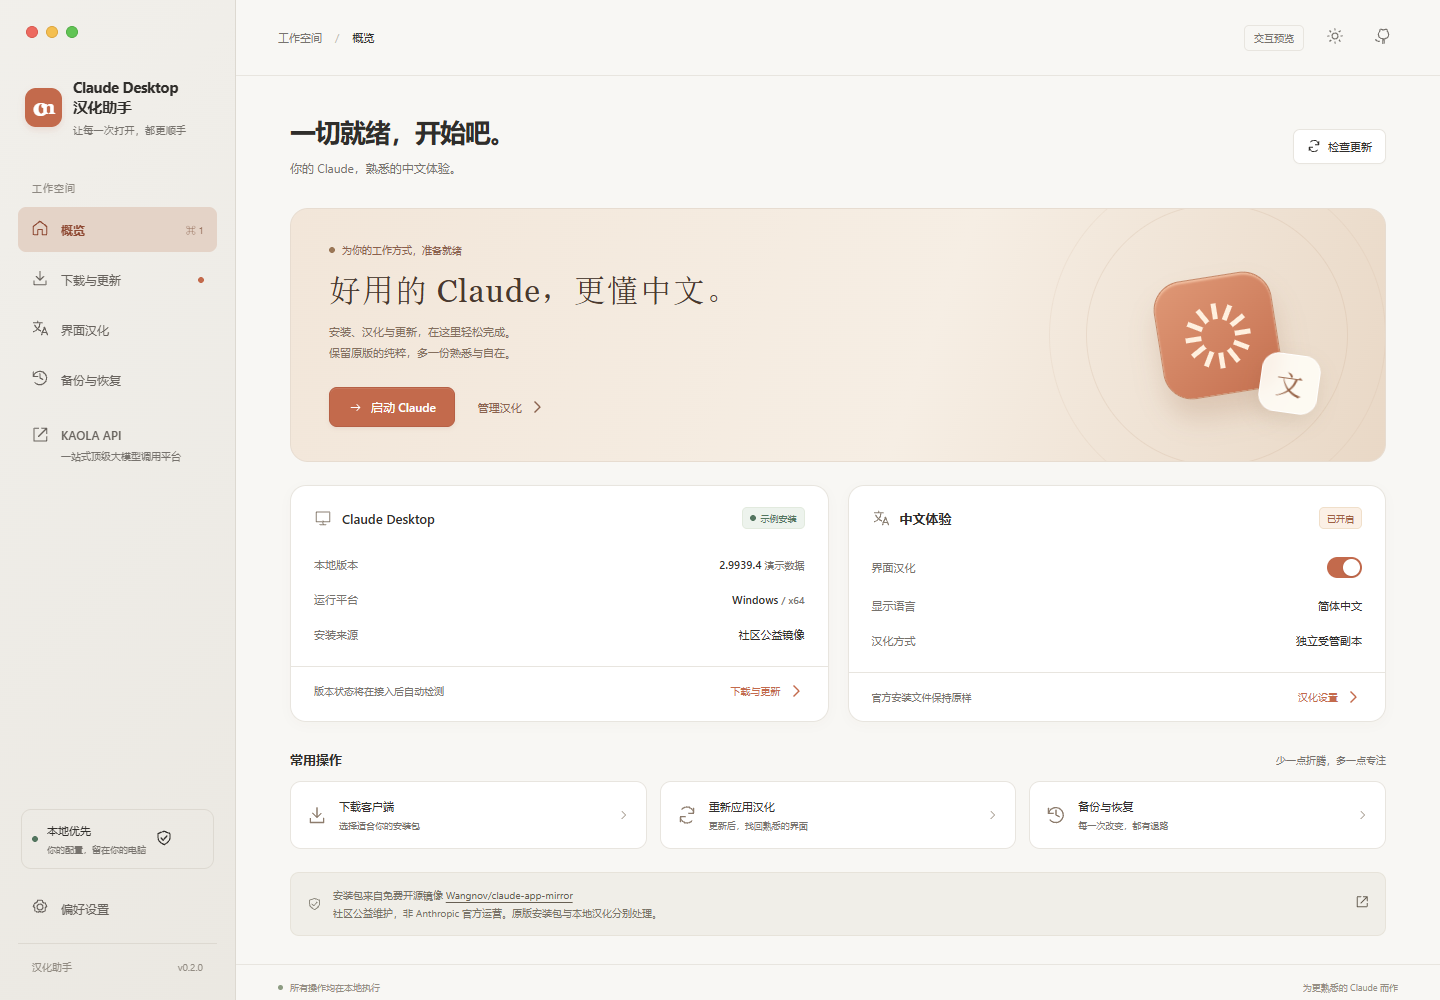 Claude Desktop
汉化助手
让每一次打开，都更顺手
工作空间
概览
⌘ 1
下载与更新
界面汉化
备份与恢复
KAOLA API
一站式顶级大模型调用平台
本地优先
你的配置，留在你的电脑
偏好设置
汉化助手
v0.2.0
工作空间 / 概览
交互预览
一切就绪，开始吧。
你的 Claude，熟悉的中文体验。
检查更新
为你的工作方式，准备就绪
好用的 Claude，更懂中文。
安装、汉化与更新，在这里轻松完成。
保留原版的纯粹，多一份熟悉与自在。
启动 Claude
管理汉化
文
Claude Desktop
示例安装
本地版本
2.9939.4 演示数据
运行平台
Windows / x64
安装来源
社区公益镜像
版本状态将在接入后自动检测
下载与更新
中文体验
已开启
界面汉化
显示语言
简体中文
汉化方式
独立受管副本
官方安装文件保持原样
汉化设置
常用操作
少一点折腾，多一点专注
下载客户端
选择适合你的安装包
重新应用汉化
更新后，找回熟悉的界面
备份与恢复
每一次改变，都有退路
安装包来自免费开源镜像 Wangnov/claude-app-mirror
社区公益维护，非 Anthropic 官方运营。原版安装包与本地汉化分别处理。
所有操作均在本地执行
为更熟悉的 Claude 而作